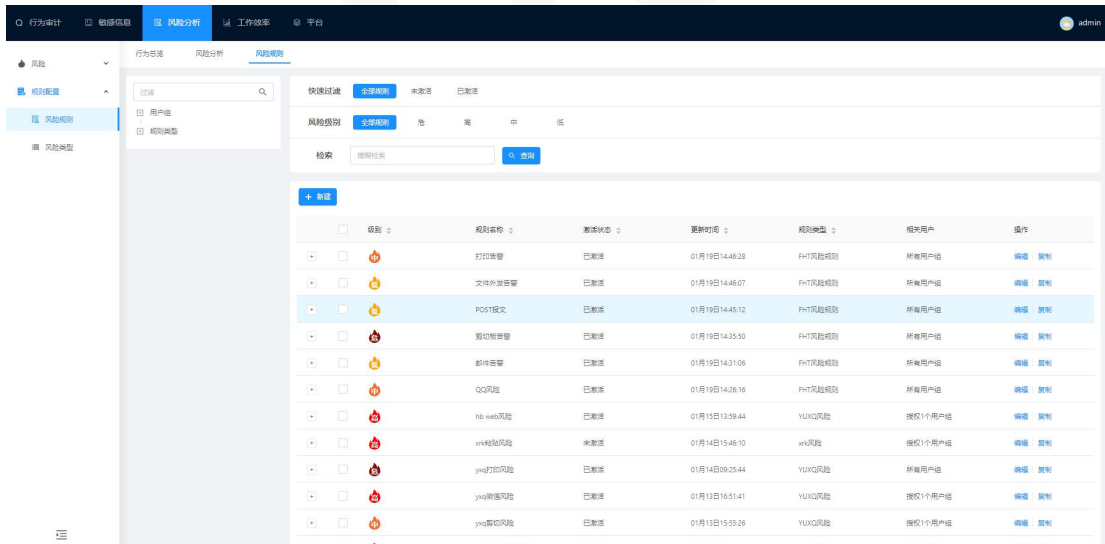 行为审计 敏感信息 风险分析 工作效率 平台 admin
行为总览 风险分析 风险规则
风险
规则配置
风险规则
风险类型
过滤
用户组
规则类型
快速过滤 全部规则 未激活 已激活
风险级别 全部规则 危 高 中 低
检索 模糊检索 查询
+ 新建
级别 规则名称 激活状态 更新时间 规则类型 相关用户 操作
中 打印告警 已激活 01月19日14:46:28 FHT风险规则 所有用户组 编辑 复制
低 文件外发告警 已激活 01月19日14:46:07 FHT风险规则 所有用户组 编辑 复制
低 POST报文 已激活 01月19日14:45:12 FHT风险规则 所有用户组 编辑 复制
危 剪切板告警 已激活 01月19日14:35:50 FHT风险规则 所有用户组 编辑 复制
低 邮件告警 已激活 01月19日14:31:06 FHT风险规则 所有用户组 编辑 复制
中 QQ风险 已激活 01月19日14:26:16 FHT风险规则 所有用户组 编辑 复制
高 hb web风险 已激活 01月15日13:59:44 YUXQ风险 授权1个用户组 编辑 复制
高 xrk粘贴风险 未激活 01月14日15:46:10 xrk风险 授权1个用户组 编辑 复制
危 yxq打印风险 已激活 01月14日09:25:44 YUXQ风险 所有用户组 编辑 复制
高 yxq微信风险 已激活 01月13日16:51:41 YUXQ风险 授权1个用户组 编辑 复制
中 yxq剪切风险 已激活 01月13日15:55:26 YUXQ风险 授权1个用户组 编辑 复制